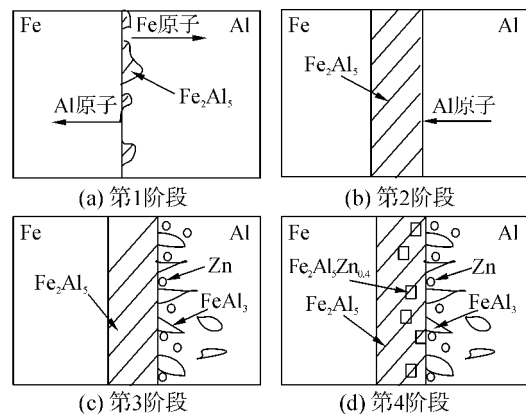 Fe
Fe原子
Al
Fe₂Al₅
Al原子
(a) 第1阶段
Fe
Al
Fe₂Al₅
Al原子
(b) 第2阶段
Fe
Al
Zn
Fe₂Al₅
FeAl₃
(c) 第3阶段
Fe
Al
Fe₂Al₅Zn₀.₄
Fe₂Al₅
FeAl₃
(d) 第4阶段